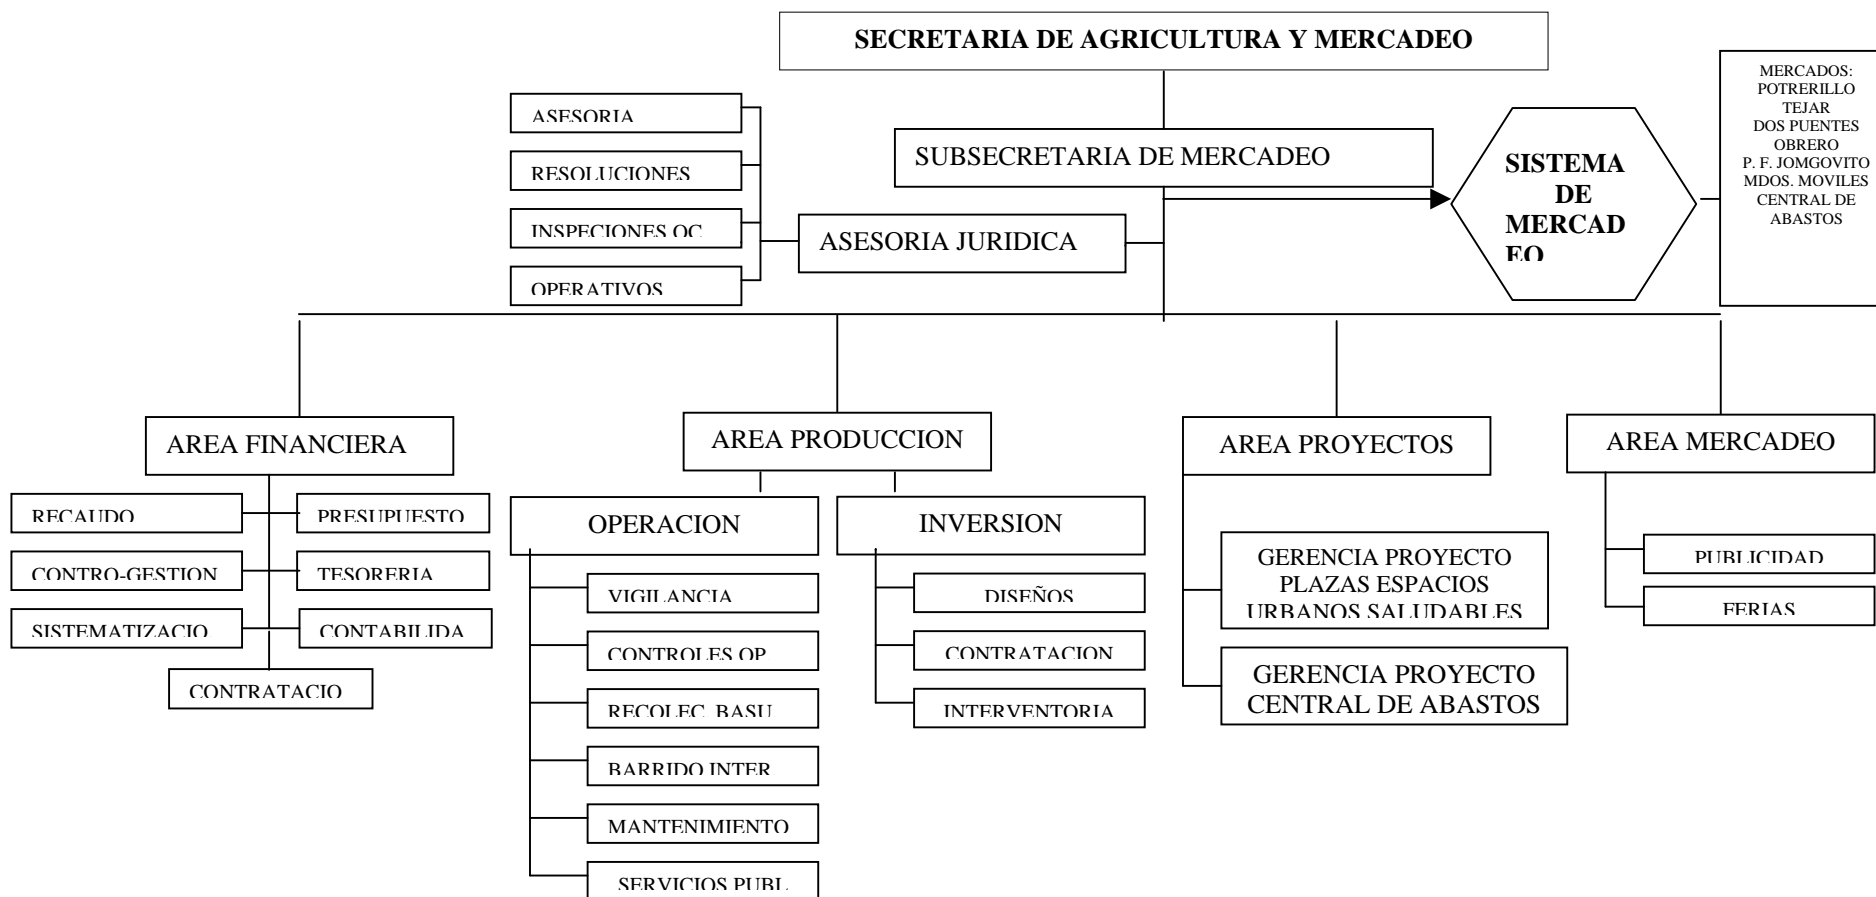 SECRETARIA DE AGRICULTURA Y MERCADEO
MERCADOS:
POTRERILLO
TEJAR
DOS PUENTES
OBRERO
P. F. JOMGOVITO
MDOS. MOVILES
CENTRAL DE
ABASTOS
ASESORIA
RESOLUCIONES
INSPECIONES OC
OPERATIVOS
SUBSECRETARIA DE MERCADEO
SISTEMA
DE
MERCAD
EO
ASESORIA JURIDICA
AREA FINANCIERA
AREA PRODUCCION
AREA PROYECTOS
AREA MERCADEO
RECAUDO
PRESUPUESTO
CONTRO-GESTION
TESORERIA
SISTEMATIZACIO
CONTABILIDA
CONTRATACIO
OPERACION
INVERSION
VIGILANCIA
CONTROLES OP
RECOLEC. BASU
BARRIDO INTER
MANTENIMIENTO
SERVICIOS PUBL
DISEÑOS
CONTRATACION
INTERVENTORIA
GERENCIA PROYECTO
PLAZAS ESPACIOS
URBANOS SALUDABLES
GERENCIA PROYECTO
CENTRAL DE ABASTOS
PUBLICIDAD
FERIAS